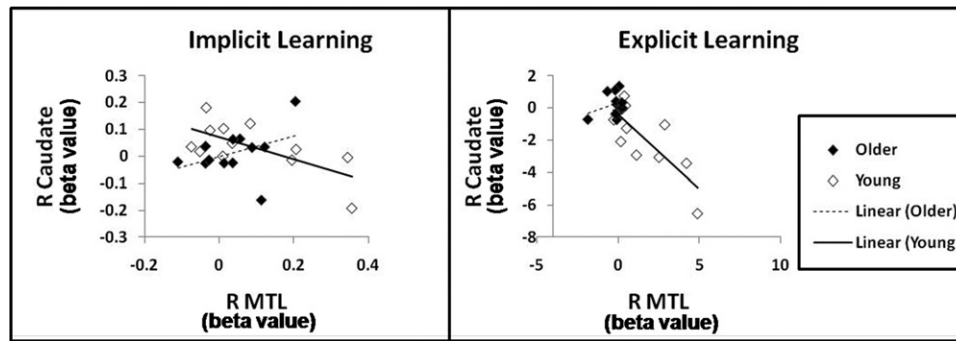 Implicit Learning
R Caudate
(beta value)
0.3
0.2
0.1
0
-0.1
-0.2
-0.3
-0.2
0
0.2
0.4
R MTL
(beta value)
Explicit Learning
R Caudate
(beta value)
2
0
-2
-4
-6
-8
-5
0
5
10
R MTL
(beta value)
Older
Young
Linear (Older)
Linear (Young